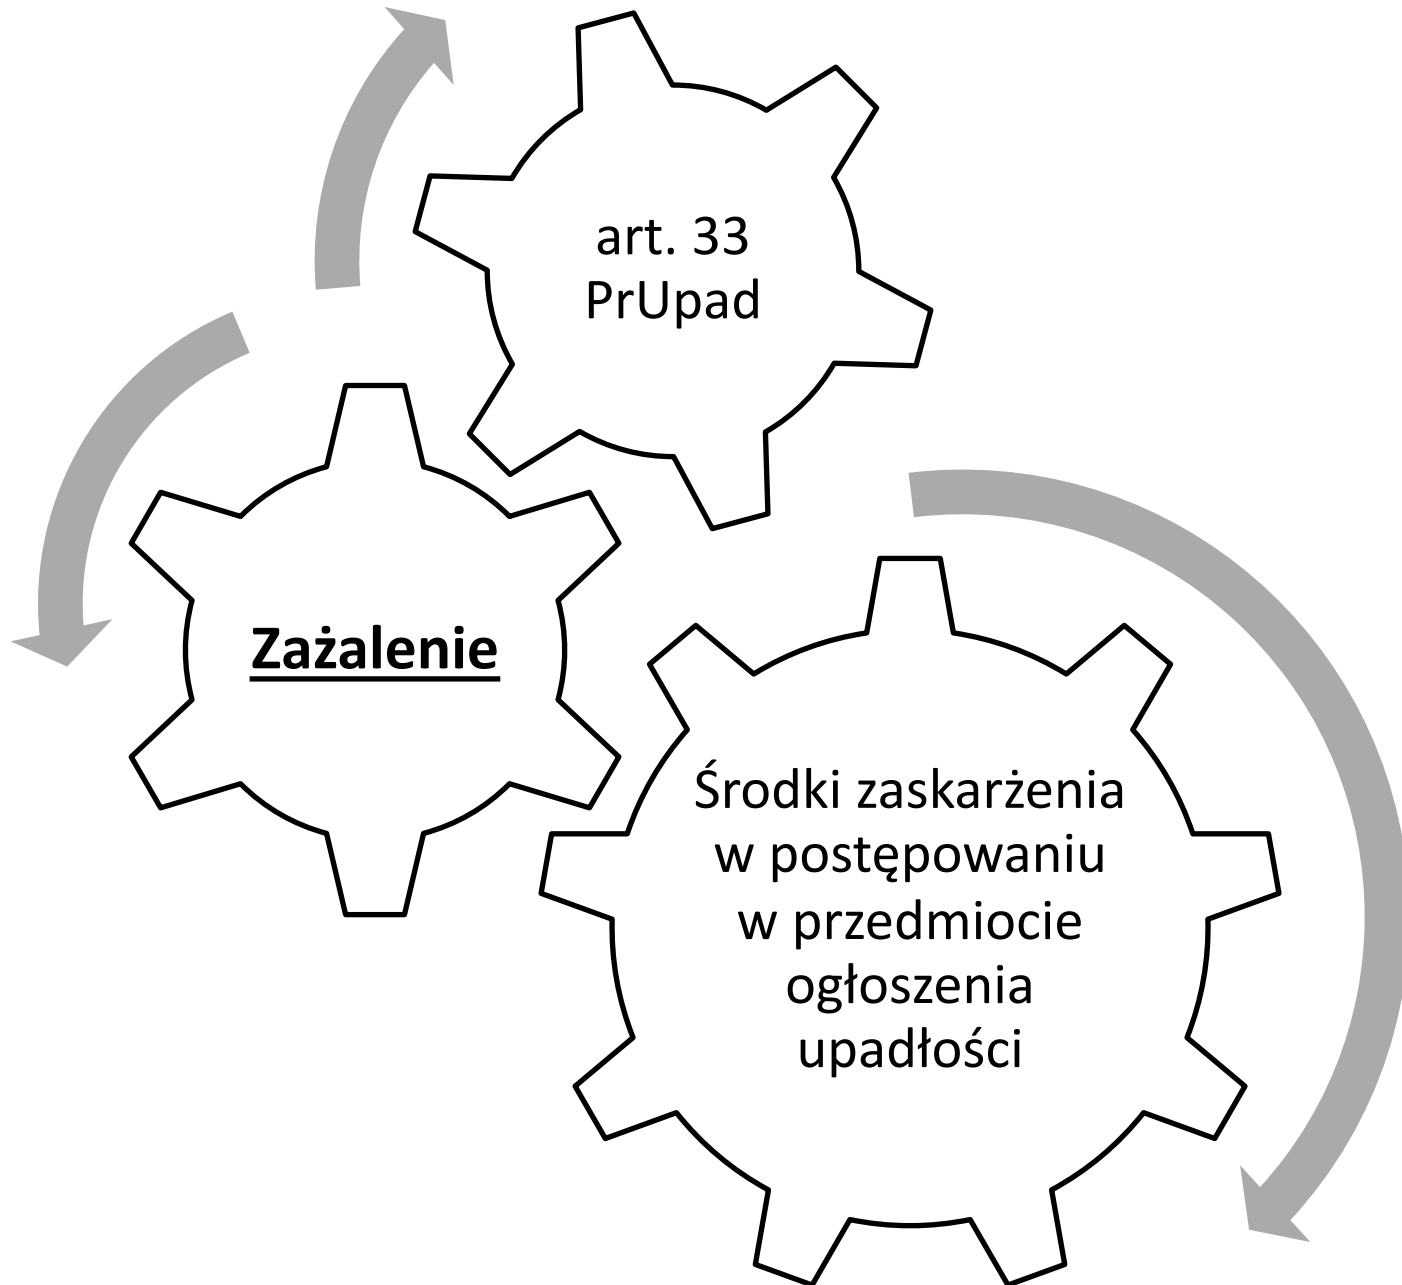 art. 33
PrUpad
Zażalenie
Środki zaskarżenia
w postępowaniu
w przedmiocie
ogłoszenia
upadłości